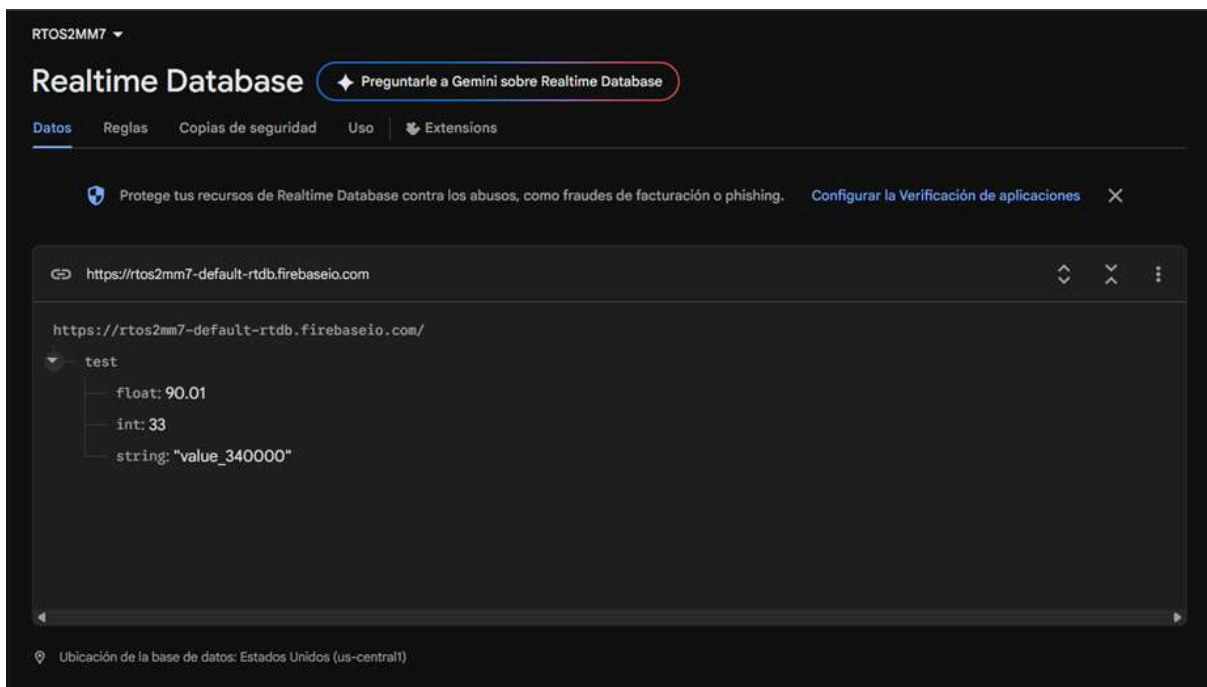 RTOS2MM7
Realtime Database Preguntarle a Gemini sobre Realtime Database
Datos Reglas Copias de seguridad Uso Extensions
Protege tus recursos de Realtime Database contra los abusos, como fraudes de facturación o phishing. Configurar la Verificación de aplicaciones
https://rtos2mm7-default-rtdb.firebaseio.com
https://rtos2mm7-default-rtdb.firebaseio.com/
test
float: 90.01
int: 33
string: "value_340000"
Ubicación de la base de datos: Estados Unidos (us-central1)